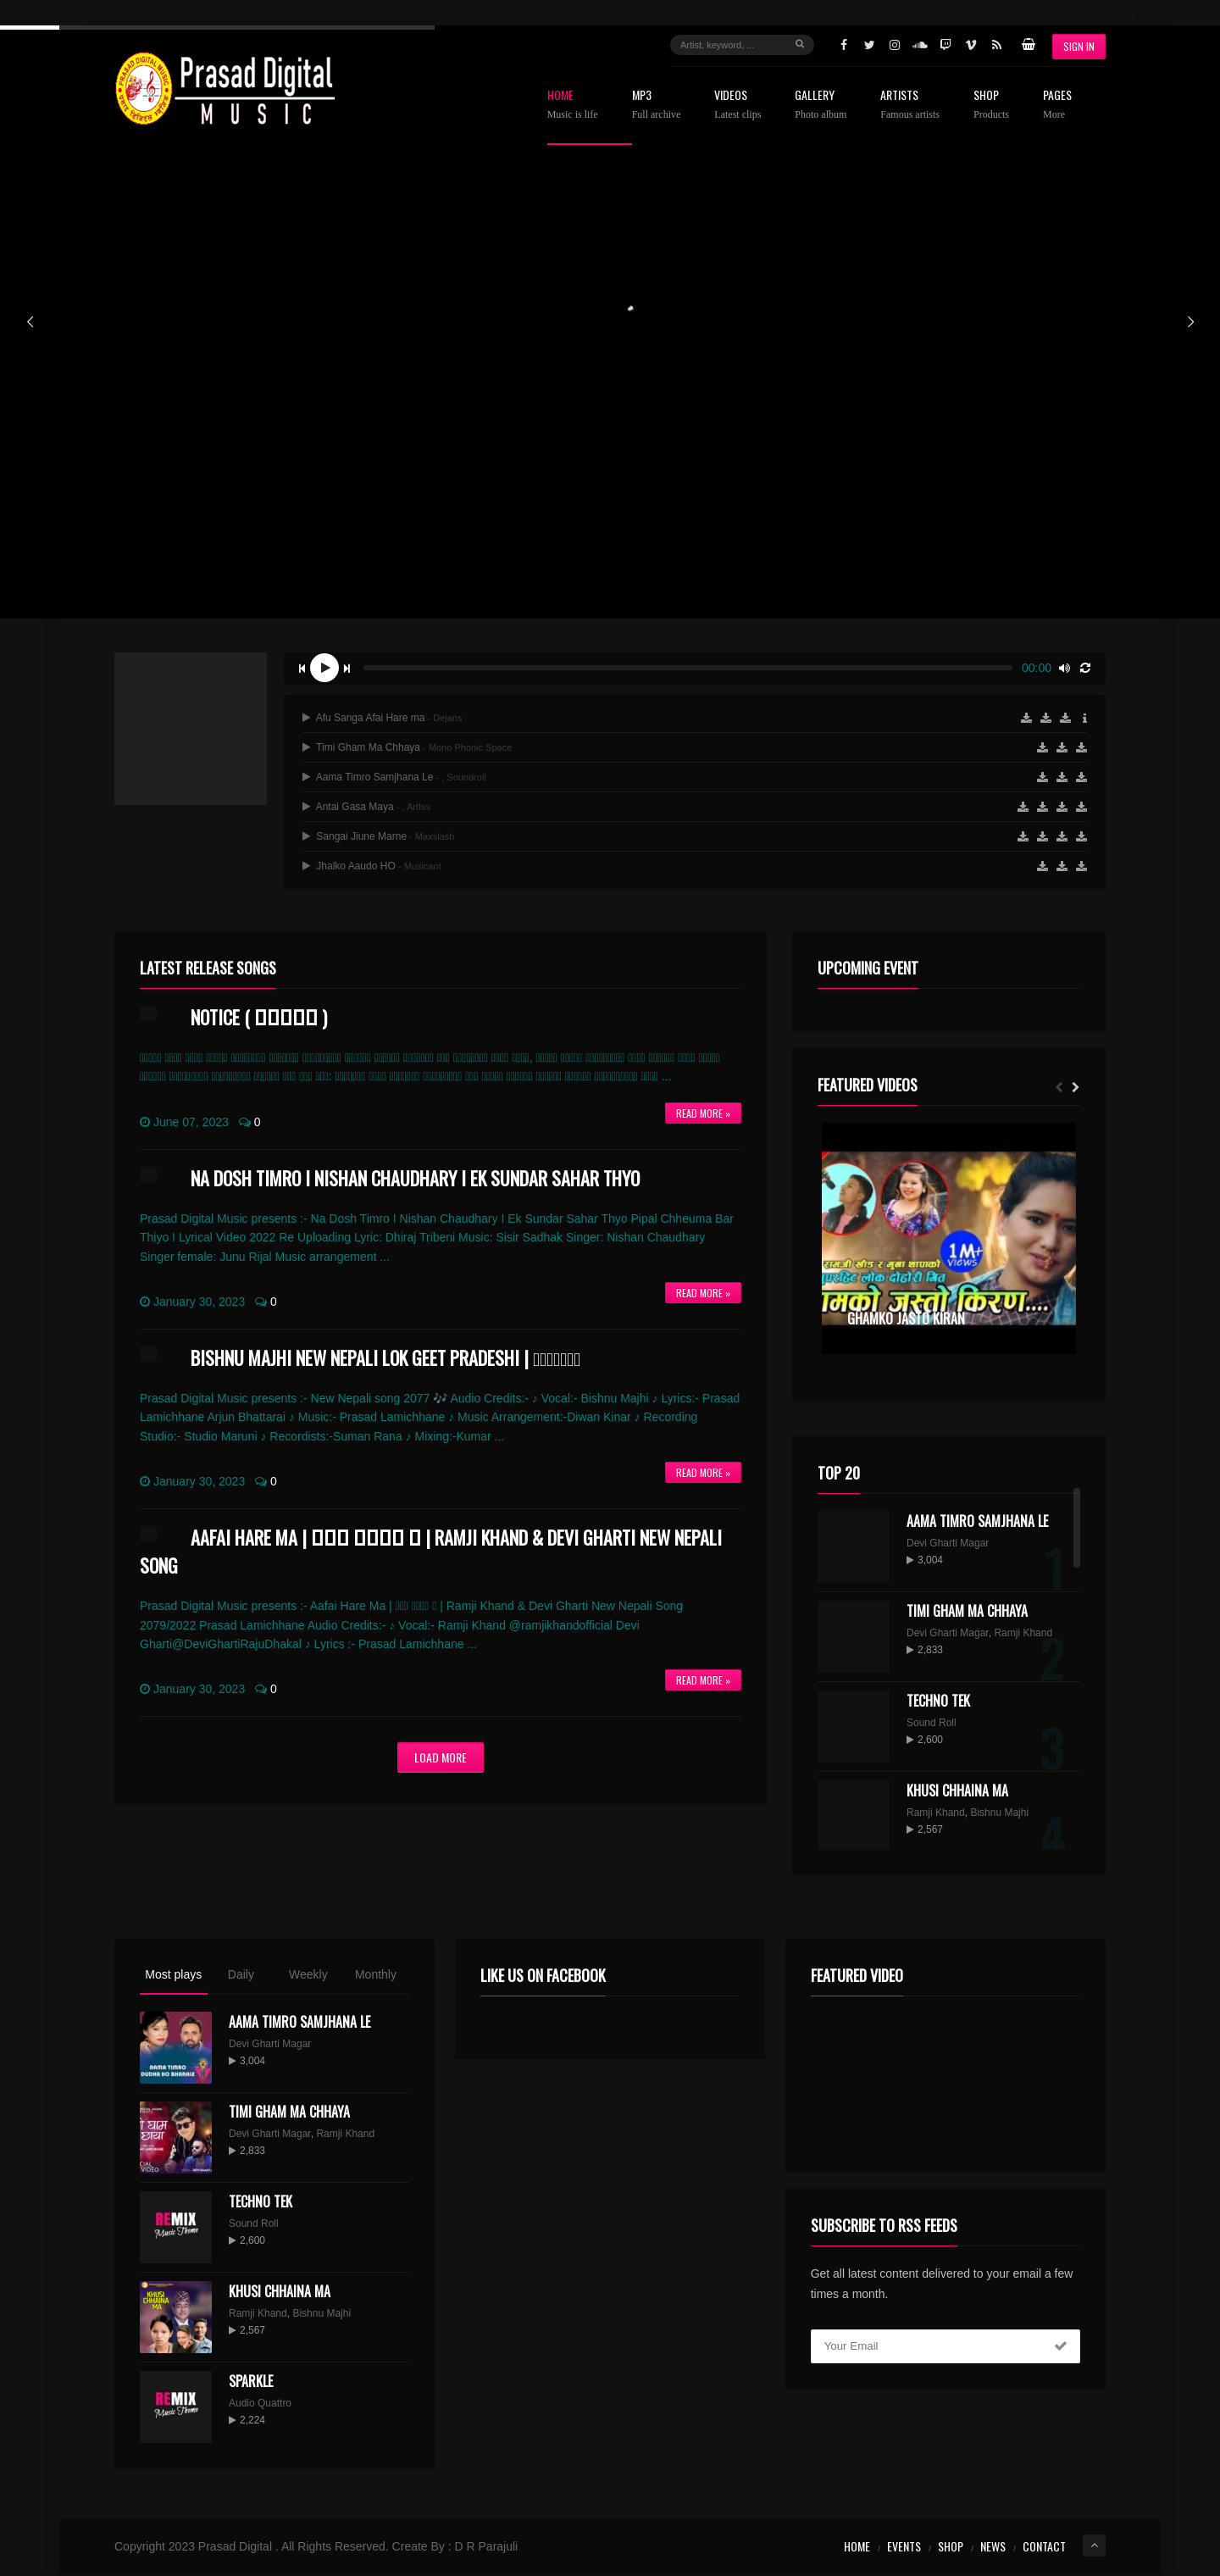 Artist, keyword, ...
SIGN IN
Prasad Digital
MUSIC
HOME MP3 VIDEOS GALLERY ARTISTS SHOP PAGES
Music is life Full archive Latest clips Photo album Famous artists Products More
00:00
Afu Sanga Afai Hare ma - Dejans
Timi Gham Ma Chhaya - Mono Phonic Space
Aama Timro Samjhana Le - , Soundroll
Antai Gasa Maya - , Artiss
Sangai Jiune Marne - Maxslash
Jhalko Aaudo HO - Musicant
LATEST RELEASE SONGS
NOTICE ( )
...
June 07, 2023 0
READ MORE »
NA DOSH TIMRO I NISHAN CHAUDHARY I EK SUNDAR SAHAR THYO
Prasad Digital Music presents :- Na Dosh Timro I Nishan Chaudhary I Ek Sundar Sahar Thyo Pipal Chheuma Bar
Thiyo I Lyrical Video 2022 Re Uploading Lyric: Dhiraj Tribeni Music: Sisir Sadhak Singer: Nishan Chaudhary
Singer female: Junu Rijal Music arrangement ...
January 30, 2023 0
READ MORE »
BISHNU MAJHI NEW NEPALI LOK GEET PRADESHI |
Prasad Digital Music presents :- New Nepali song 2077 🎶 Audio Credits:- ♪ Vocal:- Bishnu Majhi ♪ Lyrics:- Prasad
Lamichhane Arjun Bhattarai ♪ Music:- Prasad Lamichhane ♪ Music Arrangement:-Diwan Kinar ♪ Recording
Studio:- Studio Maruni ♪ Recordists:-Suman Rana ♪ Mixing:-Kumar ...
January 30, 2023 0
READ MORE »
AAFAI HARE MA | | RAMJI KHAND & DEVI GHARTI NEW NEPALI
SONG
Prasad Digital Music presents :- Aafai Hare Ma | | Ramji Khand & Devi Gharti New Nepali Song
2079/2022 Prasad Lamichhane Audio Credits:- ♪ Vocal:- Ramji Khand @ramjikhandofficial Devi
Gharti@DeviGhartiRajuDhakal ♪ Lyrics :- Prasad Lamichhane ...
January 30, 2023 0
READ MORE »
LOAD MORE
UPCOMING EVENT
FEATURED VIDEOS
1M+
VIEWS
जस्तो किरण....
GHAMKO JASTO KIRAN
TOP 20
AAMA TIMRO SAMJHANA LE
Devi Gharti Magar
3,004
1
TIMI GHAM MA CHHAYA
Devi Gharti Magar, Ramji Khand
2,833
2
TECHNO TEK
Sound Roll
2,600
3
KHUSI CHHAINA MA
Ramji Khand, Bishnu Majhi
2,567
4
Most plays Daily Weekly Monthly
AAMA TIMRO
DUDHA KO BHARALE
AAMA TIMRO SAMJHANA LE
Devi Gharti Magar
3,004
TIMI GHAM MA CHHAYA
Devi Gharti Magar, Ramji Khand
2,833
REMIX
Music Theme
TECHNO TEK
Sound Roll
2,600
KHUSI
CHHAINA
MA
KHUSI CHHAINA MA
Ramji Khand, Bishnu Majhi
2,567
REMIX
Music Theme
SPARKLE
Audio Quattro
2,224
LIKE US ON FACEBOOK
FEATURED VIDEO
SUBSCRIBE TO RSS FEEDS
Get all latest content delivered to your email a few
times a month.
Your Email
Copyright 2023 Prasad Digital . All Rights Reserved. Create By : D R Parajuli
HOME / EVENTS / SHOP / NEWS / CONTACT